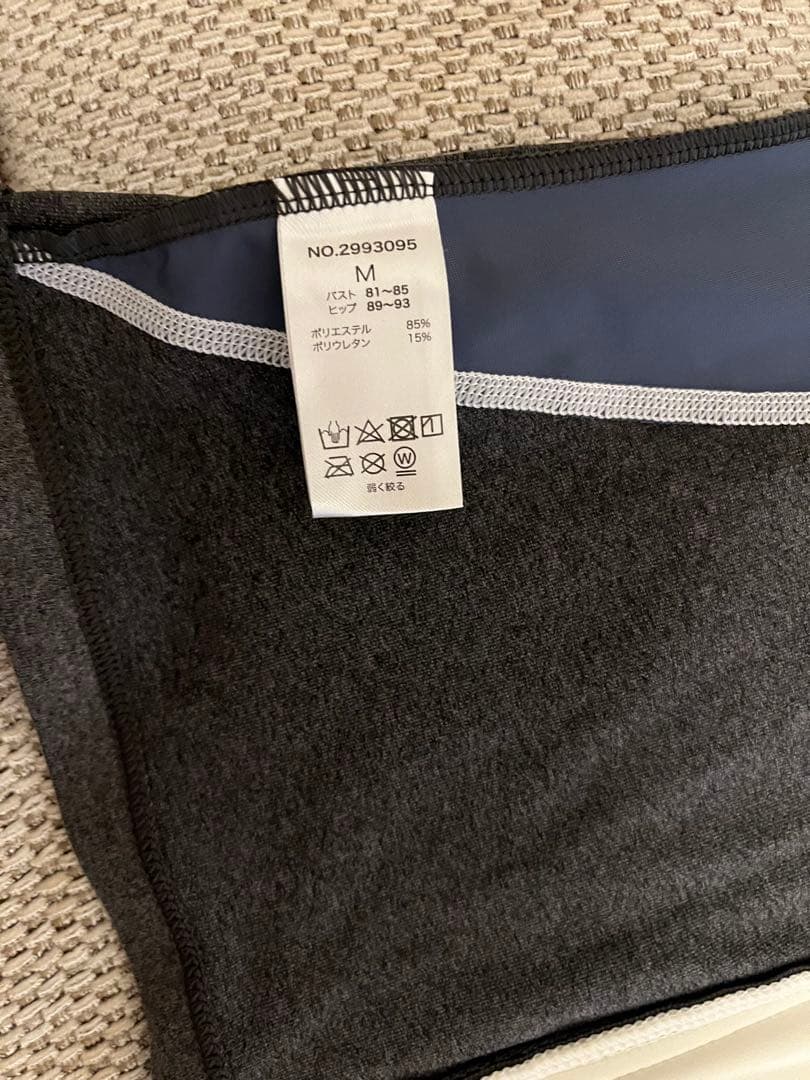 NO.2993095
M
バスト 81〜85
ヒップ 89〜93
ポリエステル 85%
ポリウレタン 15%
W
弱く絞る